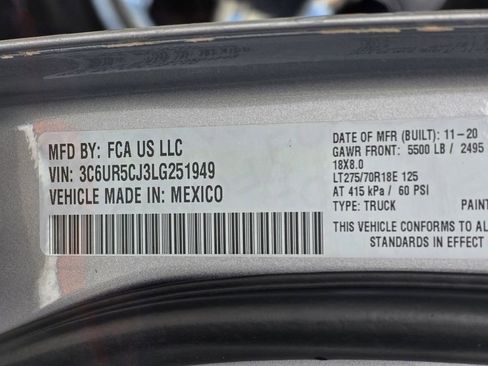 MFD BY: FCA US LLC
VIN: 3C6UR5CJ3LG251949
VEHICLE MADE IN: MEXICO
DATE OF MFR (BUILT): 11-20
GAWR FRONT: 5500 LB / 2495
18X8.0
LT275/70R18E 125
AT 415 kPa / 60 PSI
TYPE: TRUCK PAIN
THIS VEHICLE CONFORMS TO AL
STANDARDS IN EFFECT